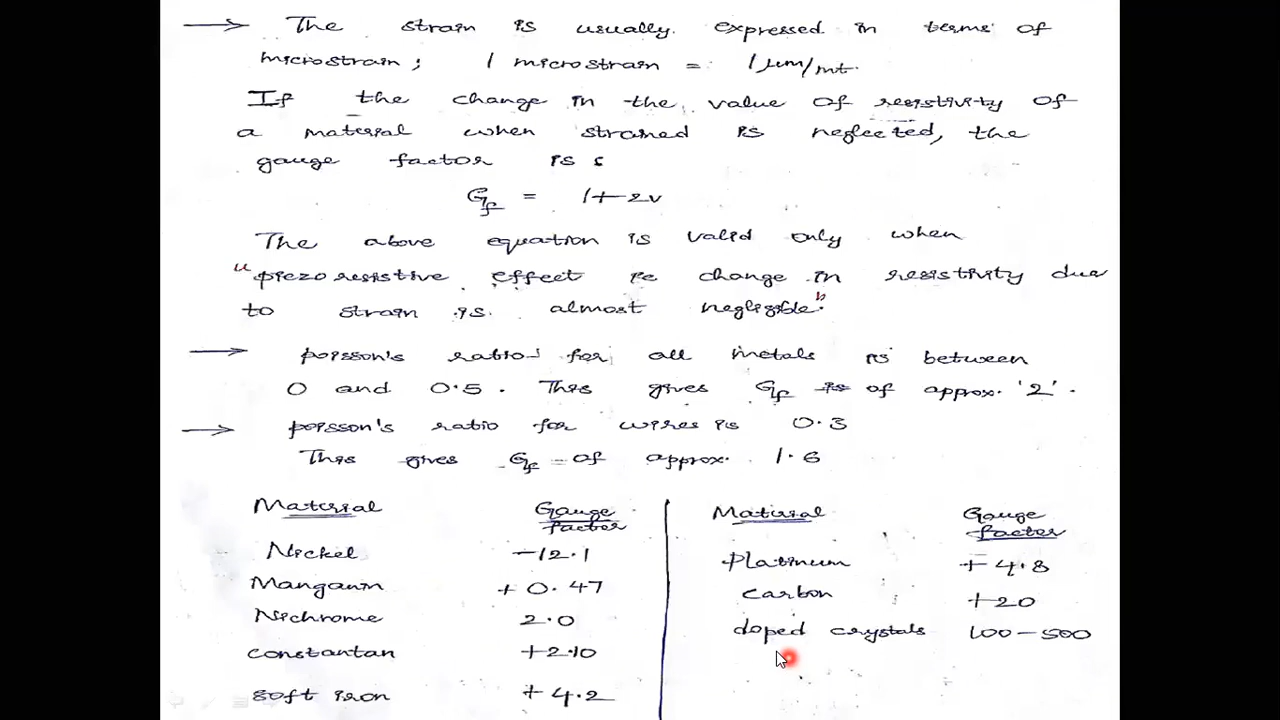 → The strain is usually expressed in terms of
microstrain; 1 microstrain = 1μm/mt.
If the change in the value of resistivity of
a material when strained is neglected, the
gauge factor is :
Gf = 1+2ν
The above equation is valid only when
"piezoresistive effect ie change in resistivity due
to strain is almost negligible".
→ poisson's ratio for all metals is between
0 and 0.5. This gives Gf of approx. '2'.
→ poisson's ratio for wires is 0.3
This gives Gf of approx. 1.6
Material Gauge factor
Nickel -12.1
Manganin +0.47
Nichrome 2.0
constantan +2.10
soft iron +4.2
Material Gauge factor
platinum +4.8
carbon +20
doped crystals 100-500